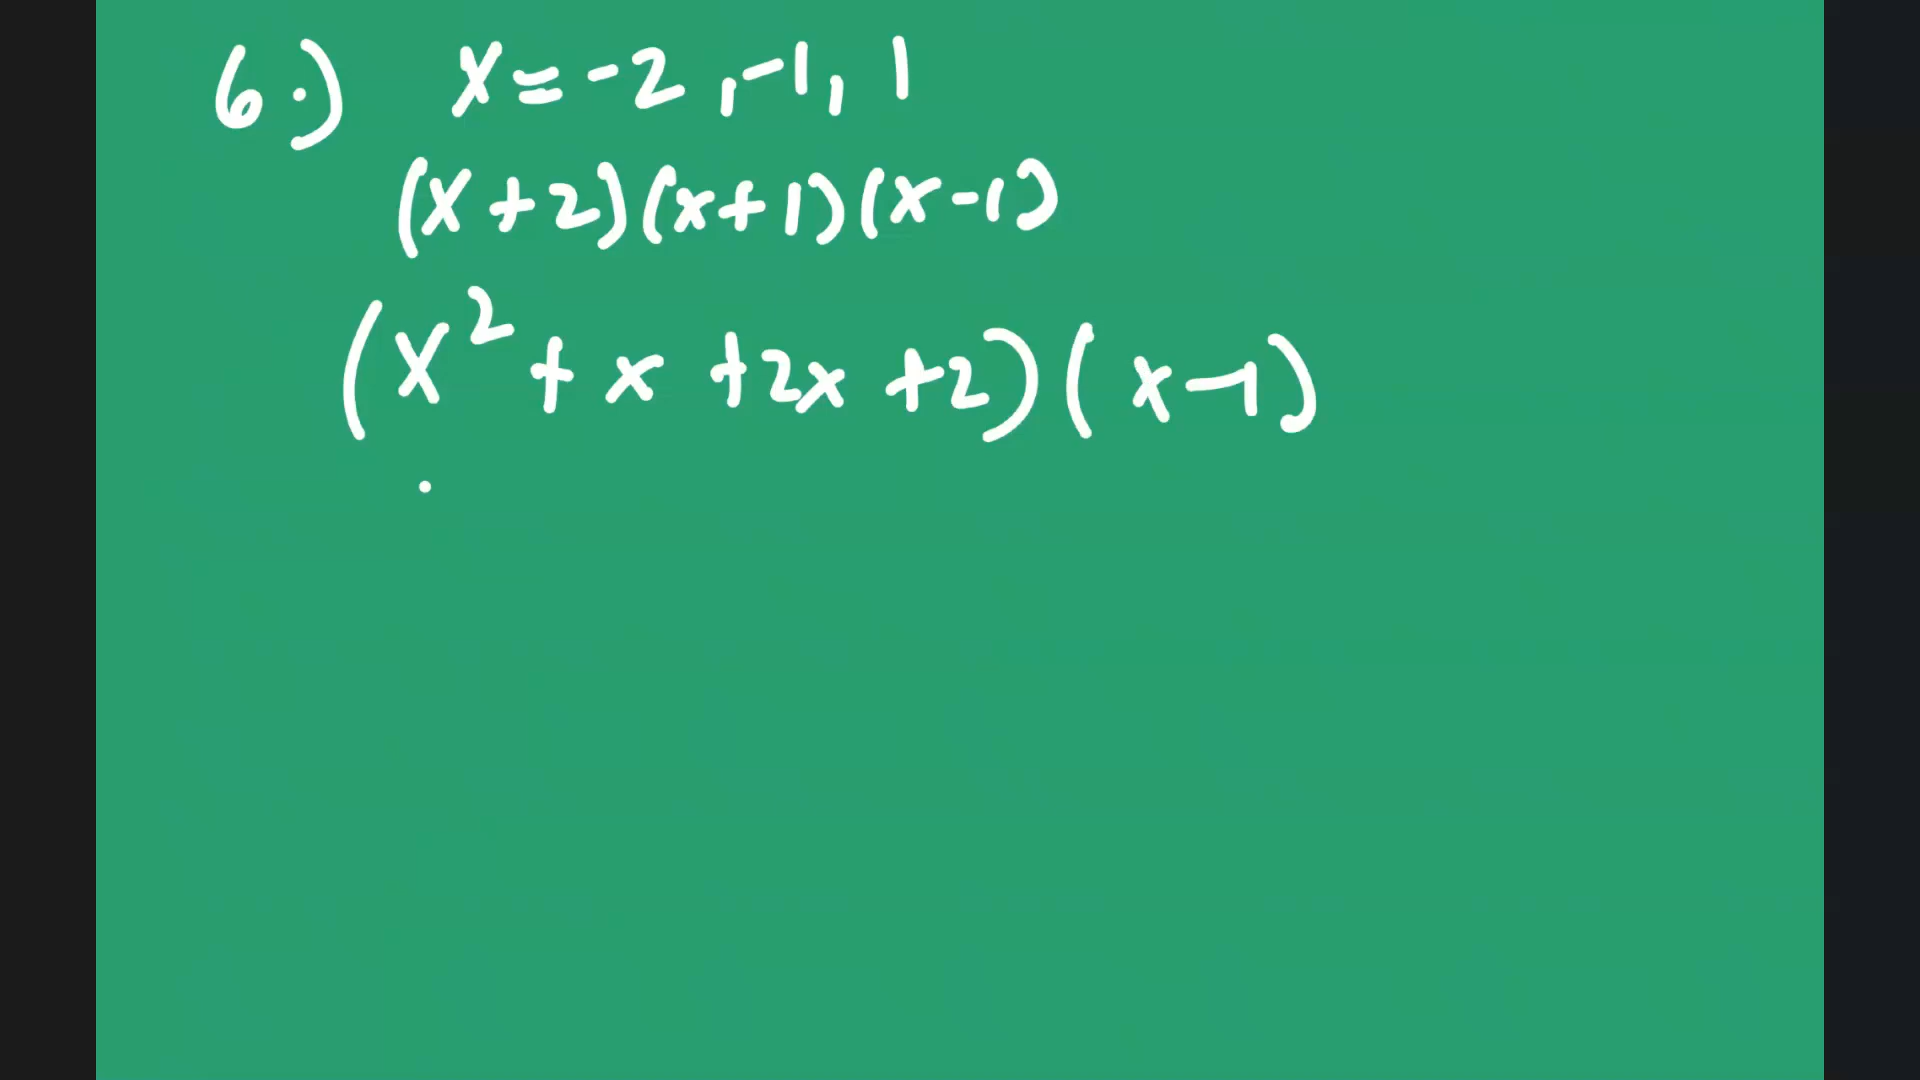 6.) x = -2, -1, 1
(x+2)(x+1)(x-1)
(x² + x + 2x + 2)(x-1)